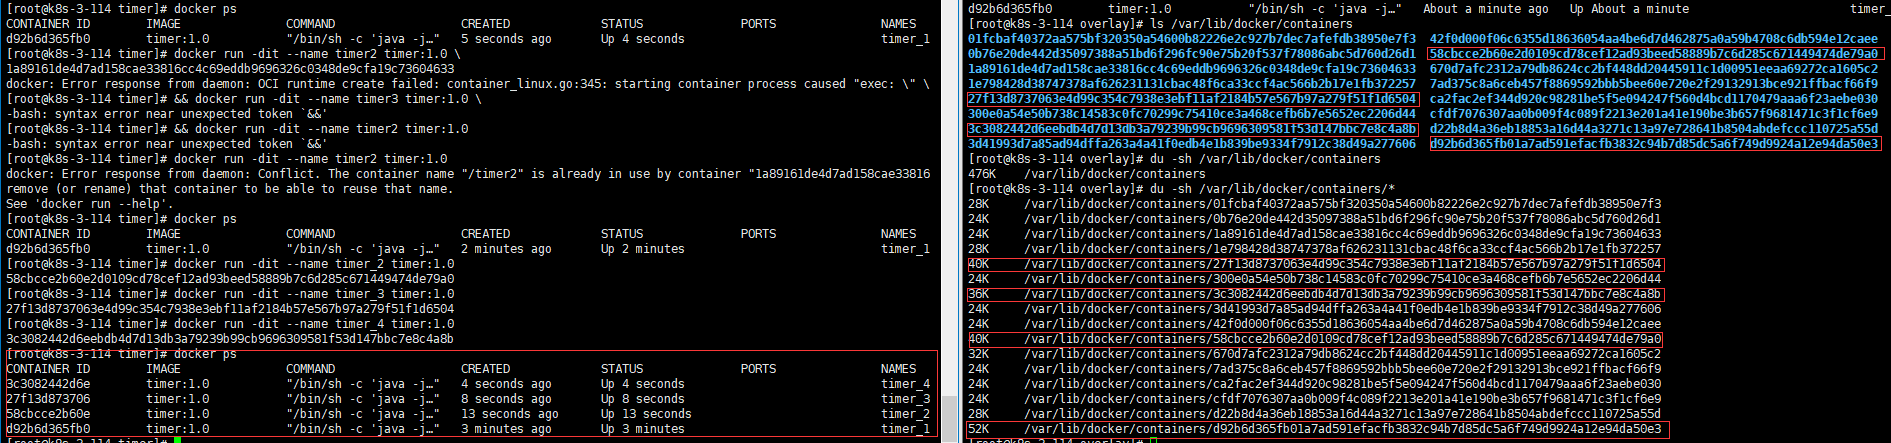 [root@k8s-3-114 timer]# docker ps
CONTAINER ID IMAGE COMMAND CREATED STATUS PORTS NAMES
d92b6d365fb0 timer:1.0 "/bin/sh -c 'java -j…" 5 seconds ago Up 4 seconds timer_1
[root@k8s-3-114 timer]# docker run -dit --name timer2 timer:1.0 \
1a89161de4d7ad158cae33816cc4c69eddb9696326c0348de9cfa19c73604633
docker: Error response from daemon: OCI runtime create failed: container_linux.go:345: starting container process caused "exec: \" \
[root@k8s-3-114 timer]# && docker run -dit --name timer3 timer:1.0 \
-bash: syntax error near unexpected token `&&'
[root@k8s-3-114 timer]# && docker run -dit --name timer2 timer:1.0
-bash: syntax error near unexpected token `&&'
[root@k8s-3-114 timer]# docker run -dit --name timer2 timer:1.0
docker: Error response from daemon: Conflict. The container name "/timer2" is already in use by container "1a89161de4d7ad158cae33816
remove (or rename) that container to be able to reuse that name.
See 'docker run --help'.
[root@k8s-3-114 timer]# docker ps
CONTAINER ID IMAGE COMMAND CREATED STATUS PORTS NAMES
d92b6d365fb0 timer:1.0 "/bin/sh -c 'java -j…" 2 minutes ago Up 2 minutes timer_1
[root@k8s-3-114 timer]# docker run -dit --name timer_2 timer:1.0
58cbcce2b60e2d0109cd78cef12ad93beed58889b7c6d285c671449474de79a0
[root@k8s-3-114 timer]# docker run -dit --name timer_3 timer:1.0
27f13d8737063e4d99c354c7938e3ebf11af2184b57e567b97a279f51f1d6504
[root@k8s-3-114 timer]# docker run -dit --name timer_4 timer:1.0
3c3082442d6eebdb4d7d13db3a79239b99cb9696309581f53d147bbc7e8c4a8b
[root@k8s-3-114 timer]# docker ps
CONTAINER ID IMAGE COMMAND CREATED STATUS PORTS NAMES
3c3082442d6e timer:1.0 "/bin/sh -c 'java -j…" 4 seconds ago Up 4 seconds timer_4
27f13d873706 timer:1.0 "/bin/sh -c 'java -j…" 8 seconds ago Up 8 seconds timer_3
58cbcce2b60e timer:1.0 "/bin/sh -c 'java -j…" 13 seconds ago Up 13 seconds timer_2
d92b6d365fb0 timer:1.0 "/bin/sh -c 'java -j…" 3 minutes ago Up 3 minutes timer_1
d92b6d365fb0 timer:1.0 "/bin/sh -c 'java -j…" About a minute ago Up About a minute timer_
[root@k8s-3-114 overlay]# ls /var/lib/docker/containers
01fcbaf40372aa575bf320350a54600b82226e2c927b7dec7afefdb38950e7f3 42f0d000f06c6355d18636054aa4be6d7d462875a0a59b4708c6db594e12caee
0b76e20de442d35097388a51bd6f296fc90e75b20f537f78086abc5d760d26d1 58cbcce2b60e2d0109cd78cef12ad93beed58889b7c6d285c671449474de79a0
1a89161de4d7ad158cae33816cc4c69eddb9696326c0348de9cfa19c73604633 670d7afc2312a79db8624cc2bf448dd20445911c1d00951eeaa69272ca1605c2
1e798428d38747378af626231131cbac48f6ca33ccf4ac566b2b17e1fb372257 7ad375c8a6ceb457f8869592bbb5bee60e720e2f29132913bce921ffbacf66f9
27f13d8737063e4d99c354c7938e3ebf11af2184b57e567b97a279f51f1d6504 ca2fac2ef344d920c98281be5f5e094247f560d4bcd1170479aaa6f23aebe030
300e0a54e50b738c14583c0fc70299c75410ce3a468cefb6b7e5652ec2206d44 cfdf7076307aa0b009f4c089f2213e201a41e190be3b657f9681471c3f1cf6e9
3c3082442d6eebdb4d7d13db3a79239b99cb9696309581f53d147bbc7e8c4a8b d22b8d4a36eb18853a16d44a3271c13a97e728641b8504abdefccc110725a55d
3d41993d7a85ad94dffa263a4a41f0edb4e1b839be9334f7912c38d49a277606 d92b6d365fb01a7ad591efacfb3832c94b7d85dc5a6f749d9924a12e94da50e3
[root@k8s-3-114 overlay]# du -sh /var/lib/docker/containers
476K /var/lib/docker/containers
[root@k8s-3-114 overlay]# du -sh /var/lib/docker/containers/*
28K /var/lib/docker/containers/01fcbaf40372aa575bf320350a54600b82226e2c927b7dec7afefdb38950e7f3
24K /var/lib/docker/containers/0b76e20de442d35097388a51bd6f296fc90e75b20f537f78086abc5d760d26d1
24K /var/lib/docker/containers/1a89161de4d7ad158cae33816cc4c69eddb9696326c0348de9cfa19c73604633
28K /var/lib/docker/containers/1e798428d38747378af626231131cbac48f6ca33ccf4ac566b2b17e1fb372257
40K /var/lib/docker/containers/27f13d8737063e4d99c354c7938e3ebf11af2184b57e567b97a279f51f1d6504
24K /var/lib/docker/containers/300e0a54e50b738c14583c0fc70299c75410ce3a468cefb6b7e5652ec2206d44
36K /var/lib/docker/containers/3c3082442d6eebdb4d7d13db3a79239b99cb9696309581f53d147bbc7e8c4a8b
24K /var/lib/docker/containers/3d41993d7a85ad94dffa263a4a41f0edb4e1b839be9334f7912c38d49a277606
24K /var/lib/docker/containers/42f0d000f06c6355d18636054aa4be6d7d462875a0a59b4708c6db594e12caee
40K /var/lib/docker/containers/58cbcce2b60e2d0109cd78cef12ad93beed58889b7c6d285c671449474de79a0
32K /var/lib/docker/containers/670d7afc2312a79db8624cc2bf448dd20445911c1d00951eeaa69272ca1605c2
24K /var/lib/docker/containers/7ad375c8a6ceb457f8869592bbb5bee60e720e2f29132913bce921ffbacf66f9
24K /var/lib/docker/containers/ca2fac2ef344d920c98281be5f5e094247f560d4bcd1170479aaa6f23aebe030
24K /var/lib/docker/containers/cfdf7076307aa0b009f4c089f2213e201a41e190be3b657f9681471c3f1cf6e9
28K /var/lib/docker/containers/d22b8d4a36eb18853a16d44a3271c13a97e728641b8504abdefccc110725a55d
52K /var/lib/docker/containers/d92b6d365fb01a7ad591efacfb3832c94b7d85dc5a6f749d9924a12e94da50e3
[root@k8s-3-114 overlay]#